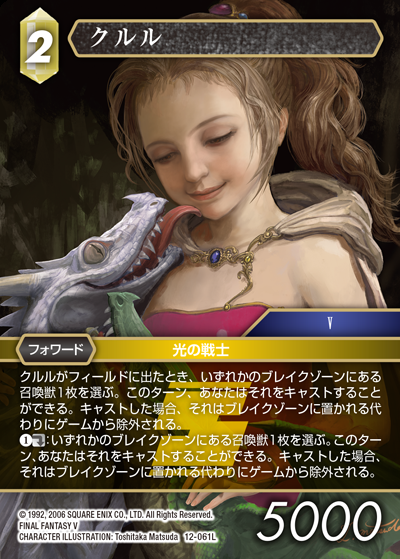 2
クルル
V
フォワード
光の戦士
クルルがフィールドに出たとき、いずれかのブレイクゾーンにある
召喚獣1枚を選ぶ。このターン、あなたはそれをキャストすること
ができる。キャストした場合、それはブレイクゾーンに置かれる代
わりにゲームから除外される。
❶:いずれかのブレイクゾーンにある召喚獣1枚を選ぶ。このター
ン、あなたはそれをキャストすることができる。キャストした場合、
それはブレイクゾーンに置かれる代わりにゲームから除外される。
© 1992, 2006 SQUARE ENIX CO., LTD. All Rights Reserved.
FINAL FANTASY V
CHARACTER ILLUSTRATION: Toshitaka Matsuda 12-061L
5000